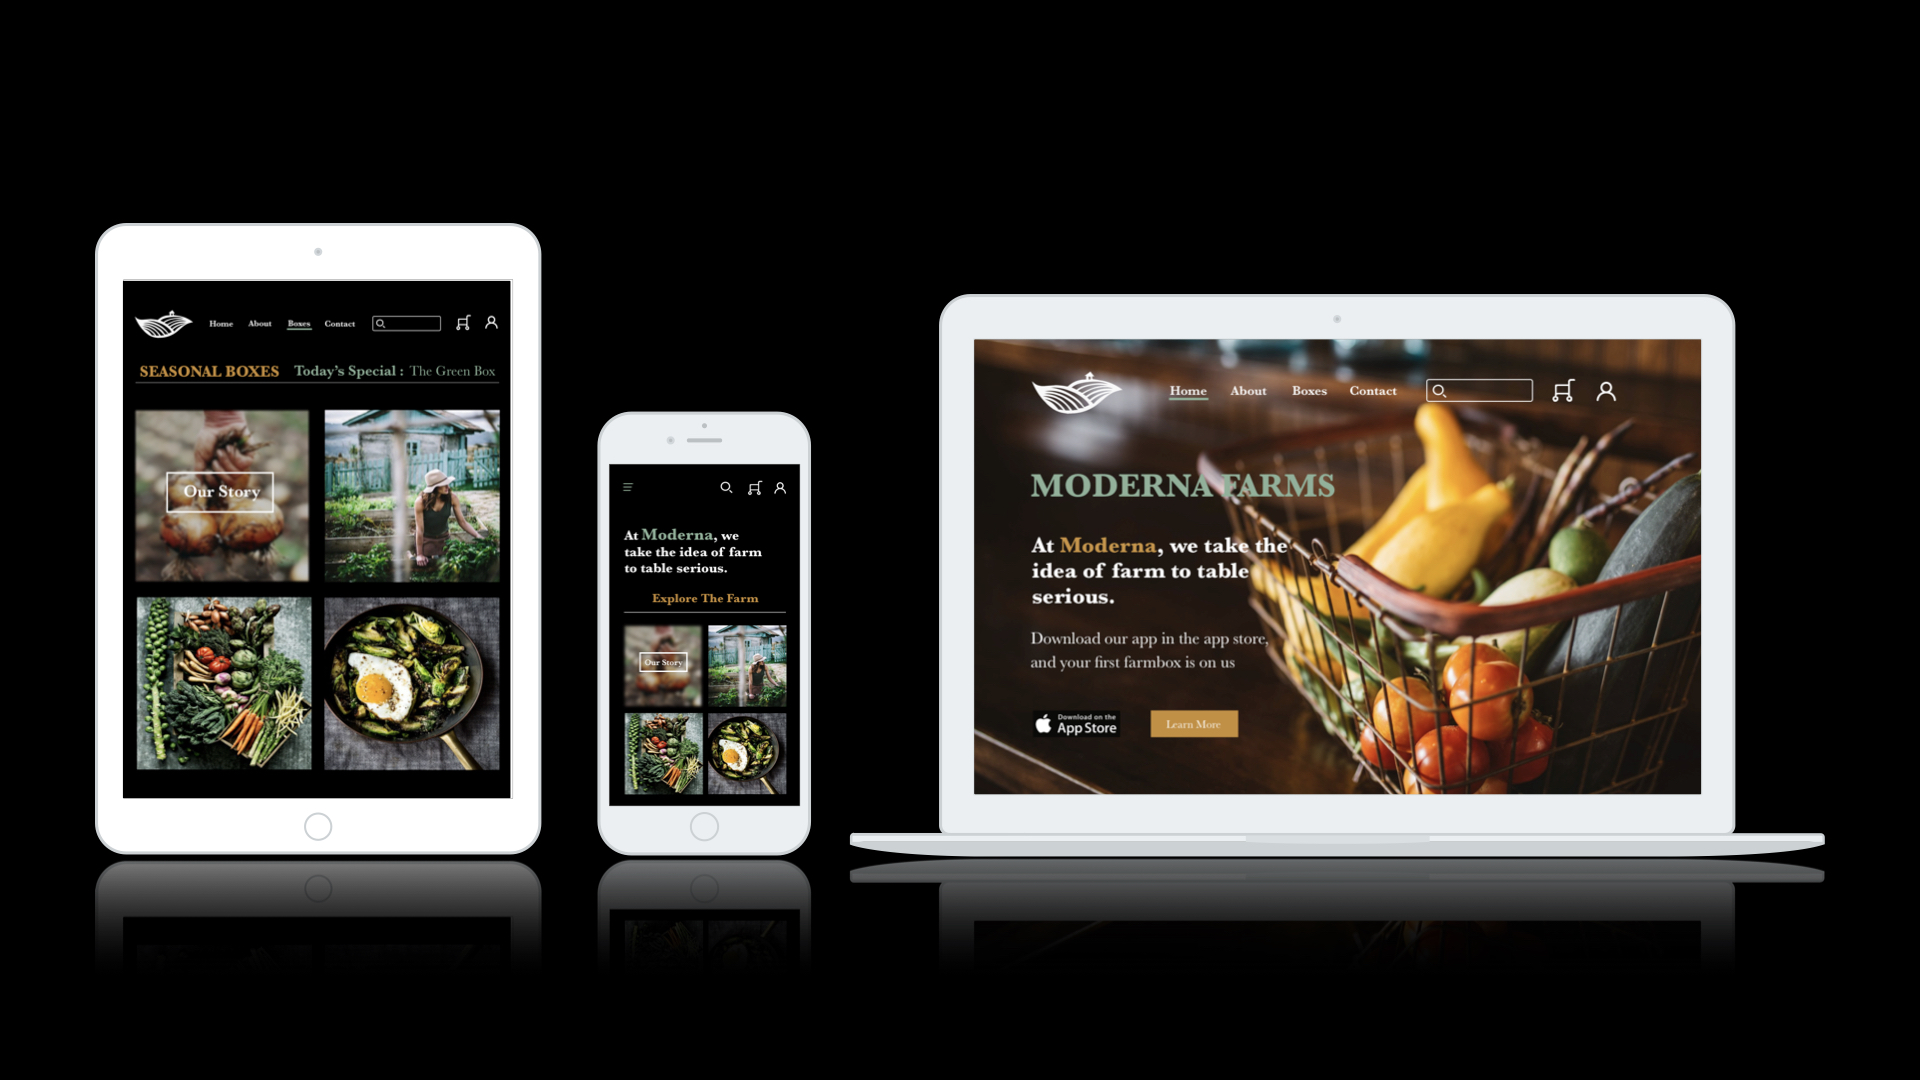 Home About Boxes Contact
SEASONAL BOXES Today's Special : The Green Box
Our Story
At Moderna, we
take the idea of farm
to table serious.
Explore The Farm
Our Story
Home About Boxes Contact
MODERNA FARMS
At Moderna, we take the
idea of farm to table
serious.
Download our app in the app store,
and your first farmbox is on us
Download on the
App Store
Learn More